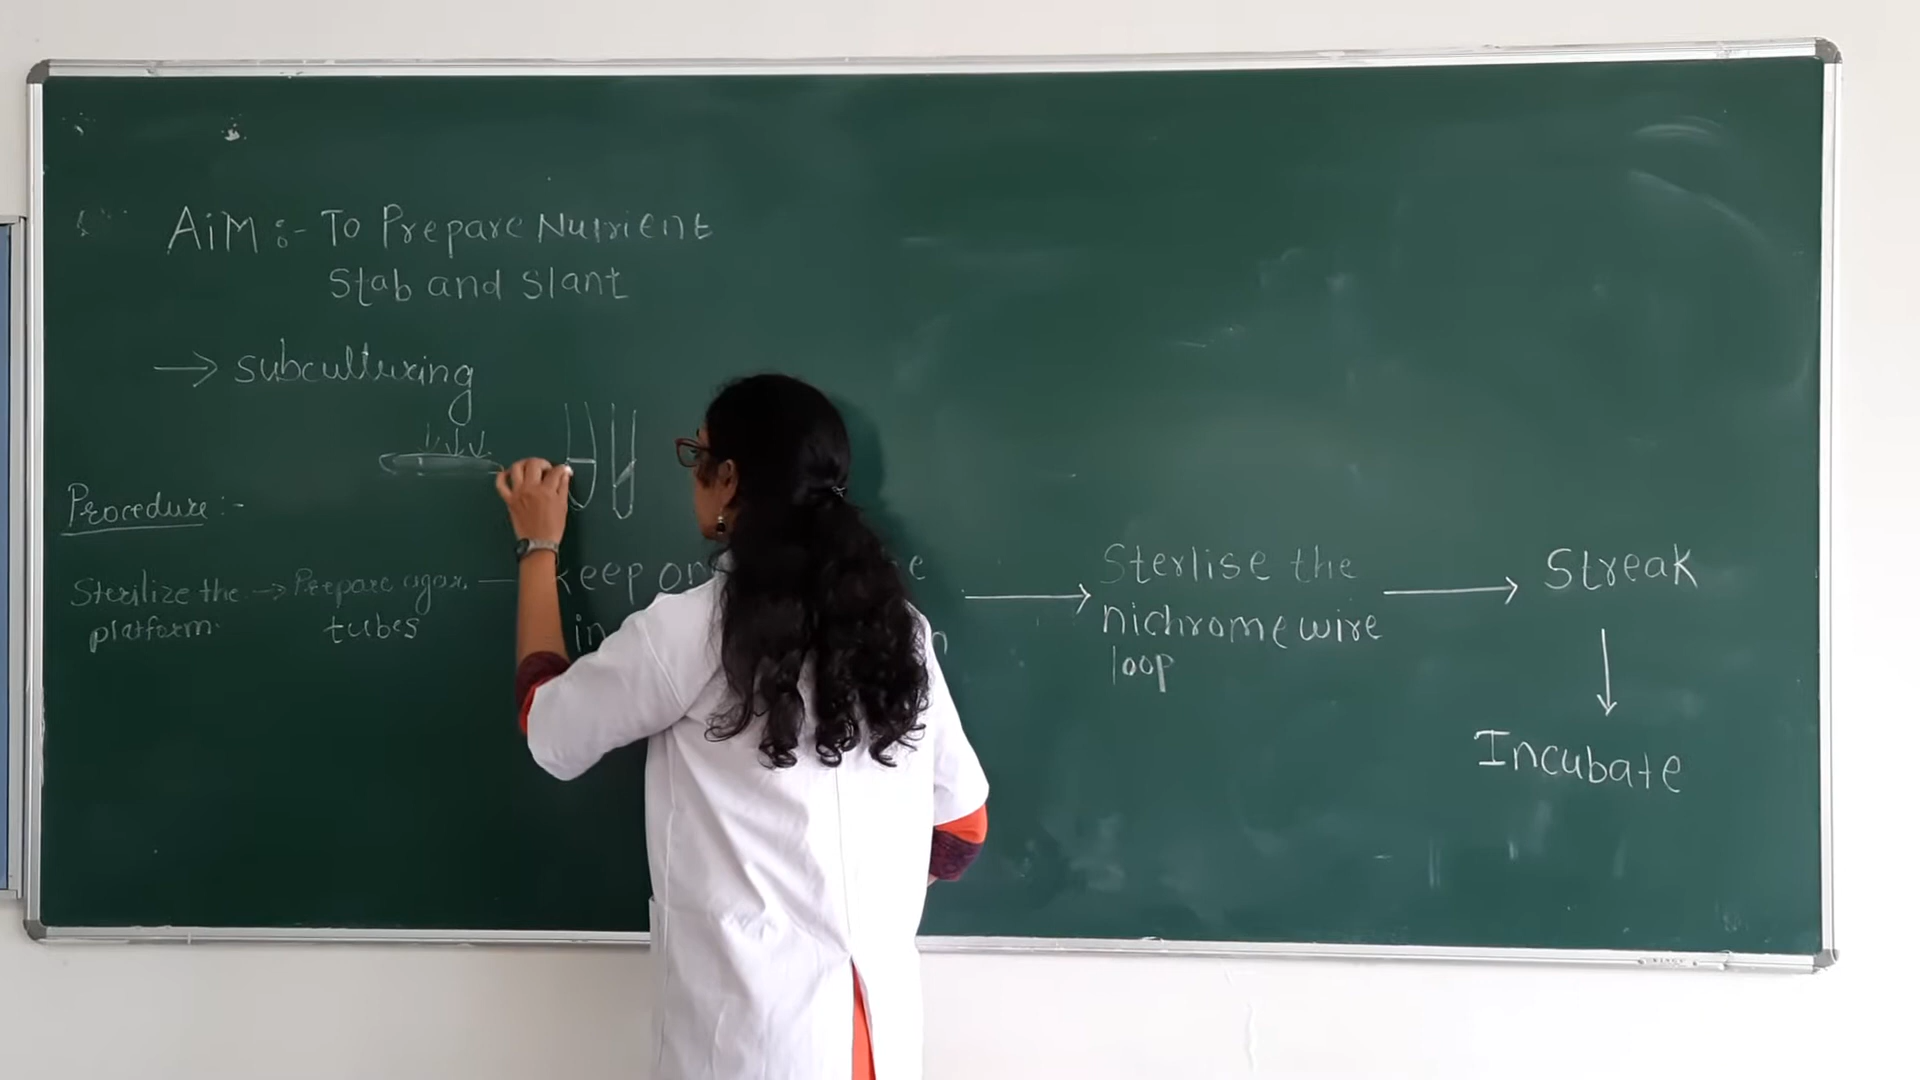 AiM :- To Prepare Nutrient
Stab and Slant
→ subculturing
Procedure :-
Sterilize the → Prepare agar — Keep on
platform. tubes in
→ Sterlise the → Streak
nichrome wire
loop
↓
Incubate